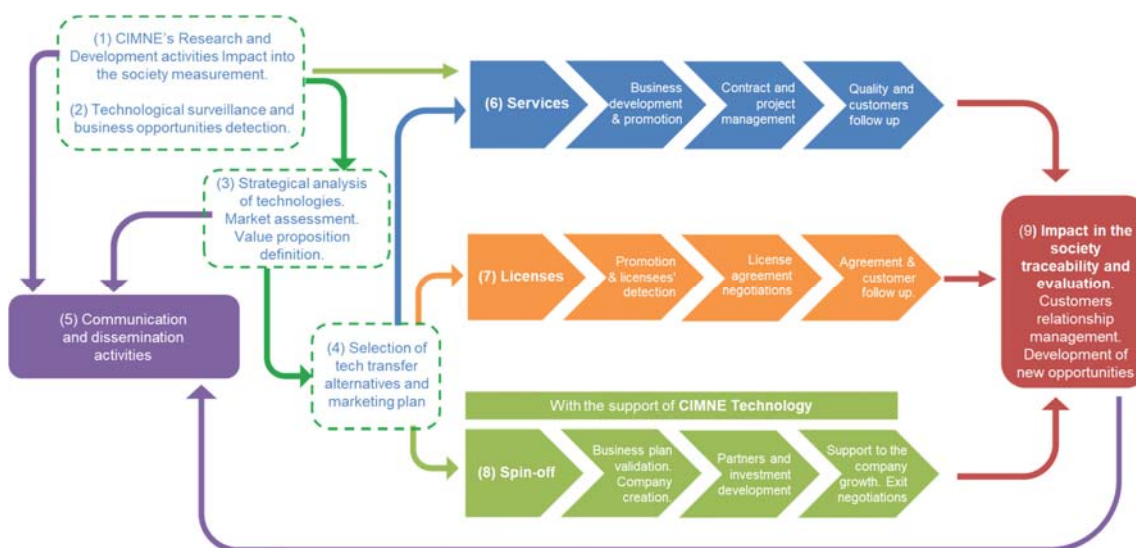 (1) CIMNE's Research and
Development activities Impact into
the society measurement.
(2) Technological surveillance and
business opportunities detection.
(3) Strategical analysis
of technologies.
Market assessment.
Value proposition
definition.
(4) Selection of
tech transfer
alternatives and
marketing plan
(5) Communication
and dissemination
activities
(6) Services
Business
development
& promotion
Contract and
project
management
Quality and
customers
follow up
(7) Licenses
Promotion
& licensees'
detection
License
agreement
negotiations
Agreement &
customer
follow up.
With the support of CIMNE Technology
(8) Spin-off
Business plan
validation.
Company
creation.
Partners and
investment
development
Support to the
company
growth. Exit
negotiations
(9) Impact in the
society
traceability and
evaluation.
Customers
relationship
management.
Development of
new opportunities